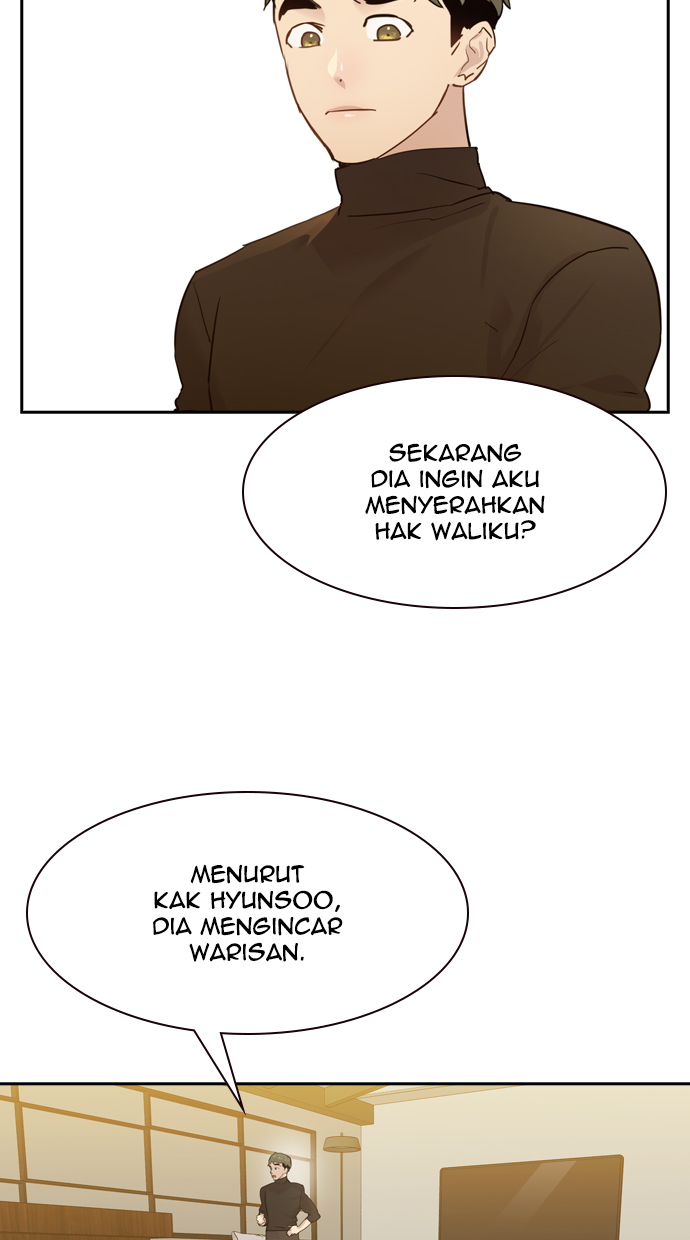 SEKARANG
DIA INGIN AKU
MENYERAHKAN
HAK WALIKU?
MENURUT
KAK HYUNSOO,
DIA MENGINCAR
WARISAN.